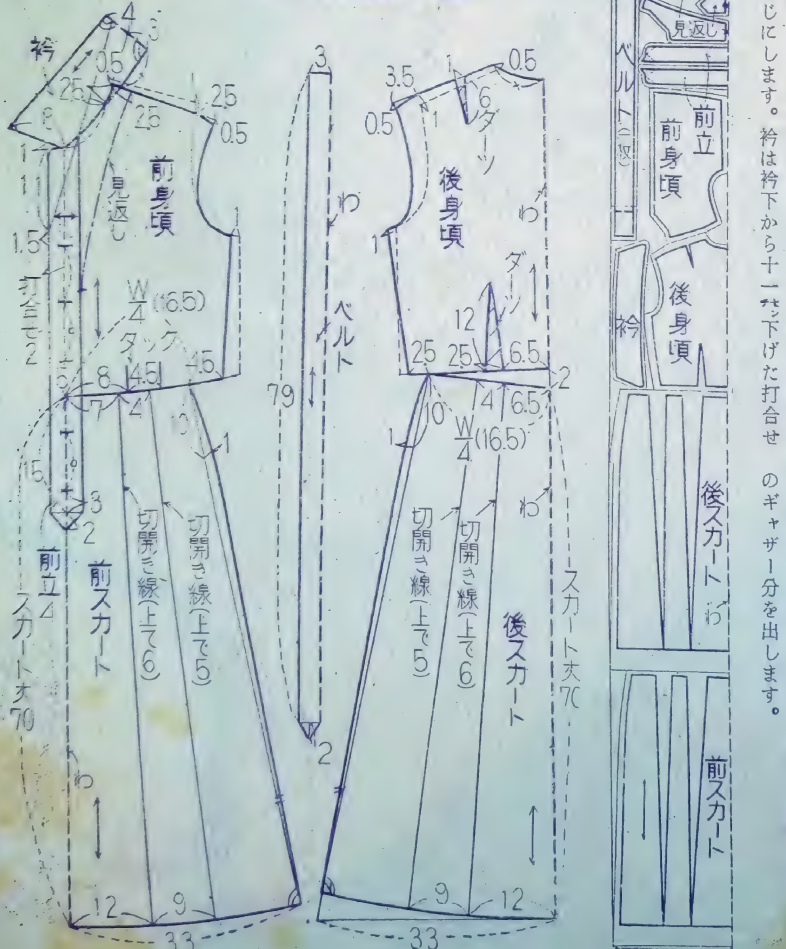 じにします。衿は衿下から十一㌢下げた打合せ
のギャザー分を出します。
衿
4
3
0.5
2.5
2.5
8
1
11
1.5
打合せ2
見返し
前身頃
2.5
0.5
1
W/4(16.5)
タック
8
4.5
4.5
7
4
10
1
15
3
2
前立4
スカート丈70
前スカート
わ
切開き線(上で6)
切開き線(上で5)
12
9
33
3
わ
ベルト
79
2
1
0.5
3.5
6
0.5
1
ダーツ
後身頃
わ
1
ダーツ
12
25
2.5
6.5
2
10
4
6.5
1
W/4(16.5)
わ
切開き線(上で5)
切開き線(上で6)
後スカート
スカート丈70
9
12
33
見返し
ベルト(二枚)
前立
前身頃
後身頃
衿
後スカート
わ
前スカート